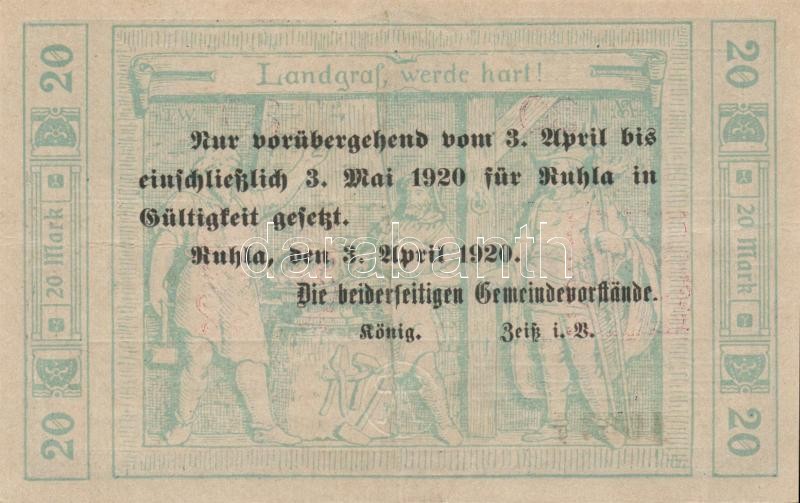 20
20
Landgraf, werde hart!
Nur vorübergehend vom 3. April bis
einschließlich 3. Mai 1920 für Ruhla in
Gültigkeit gesetzt.
Ruhla, den 3. April 1920.
Die beiderseitigen Gemeindevorstände.
König. Zeiß i. V.
20 Mark
20 Mark
darabanth
20
20